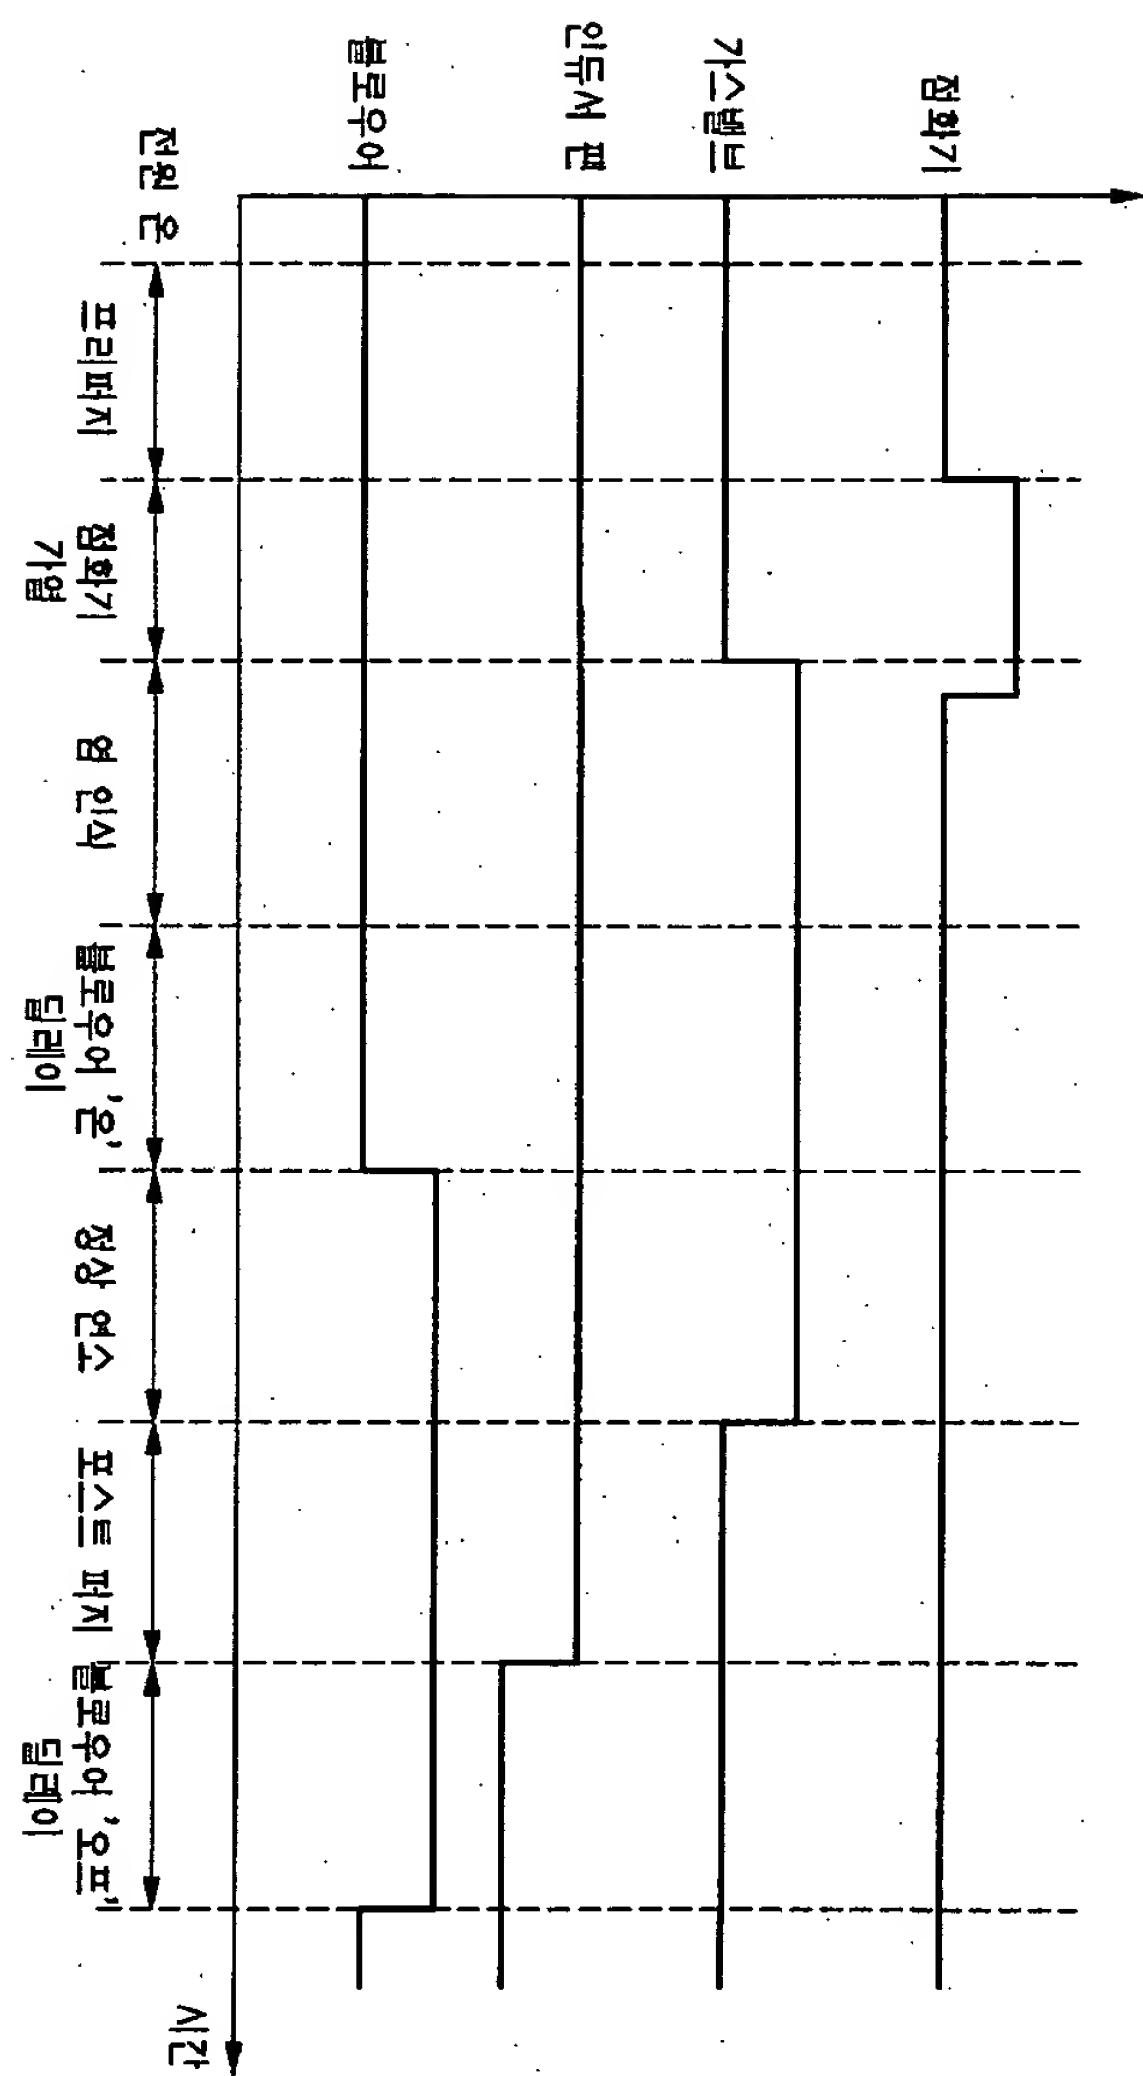 점화기
가스밸브
인듀서 팬
블로우어
전원 온
프리퍼지
점화기
가열
염 인식
블로우어 '온'
딜레이
정상 연소
포스트 퍼지
블로우어 '오프'
딜레이
시간